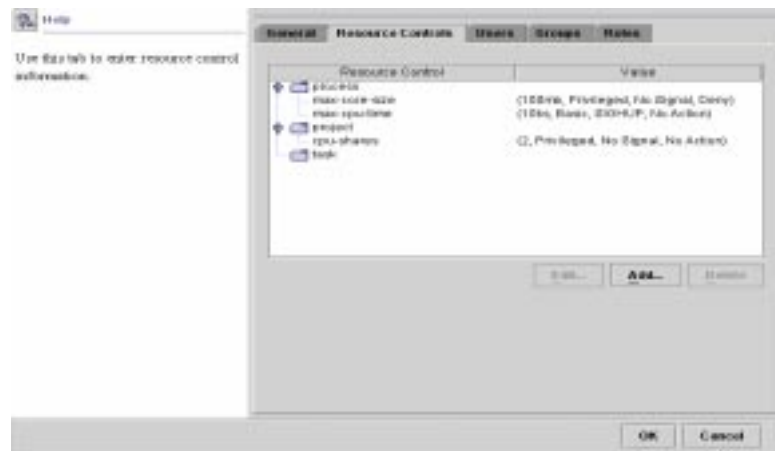 Help
Use this tab to enter resource control
information.
General Resource Controls Users Groups Roles
Resource Control Value
process
max-core-size (100mb, Privileged, No Signal, Deny)
max-cpu-time (10hs, Basic, SIGHUP, No Action)
project
cpu-shares (2, Privileged, No Signal, No Action)
task
Edit... Add... Delete
OK Cancel